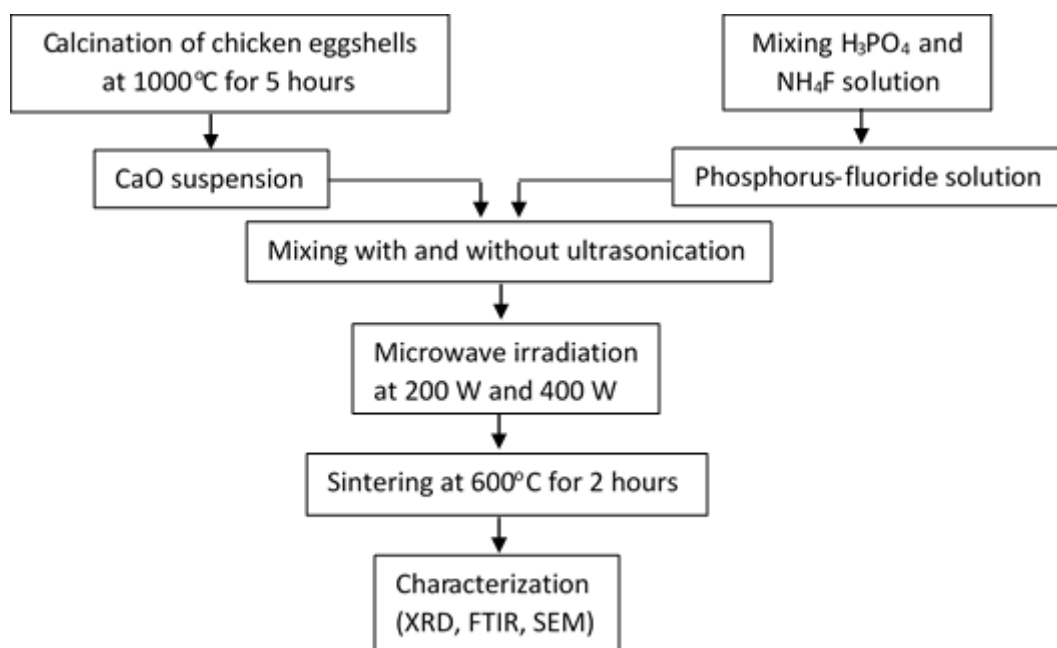 Calcination of chicken eggshells
at 1000°C for 5 hours
Mixing H₃PO₄ and
NH₄F solution
CaO suspension
Phosphorus-fluoride solution
Mixing with and without ultrasonication
Microwave irradiation
at 200 W and 400 W
Sintering at 600°C for 2 hours
Characterization
(XRD, FTIR, SEM)